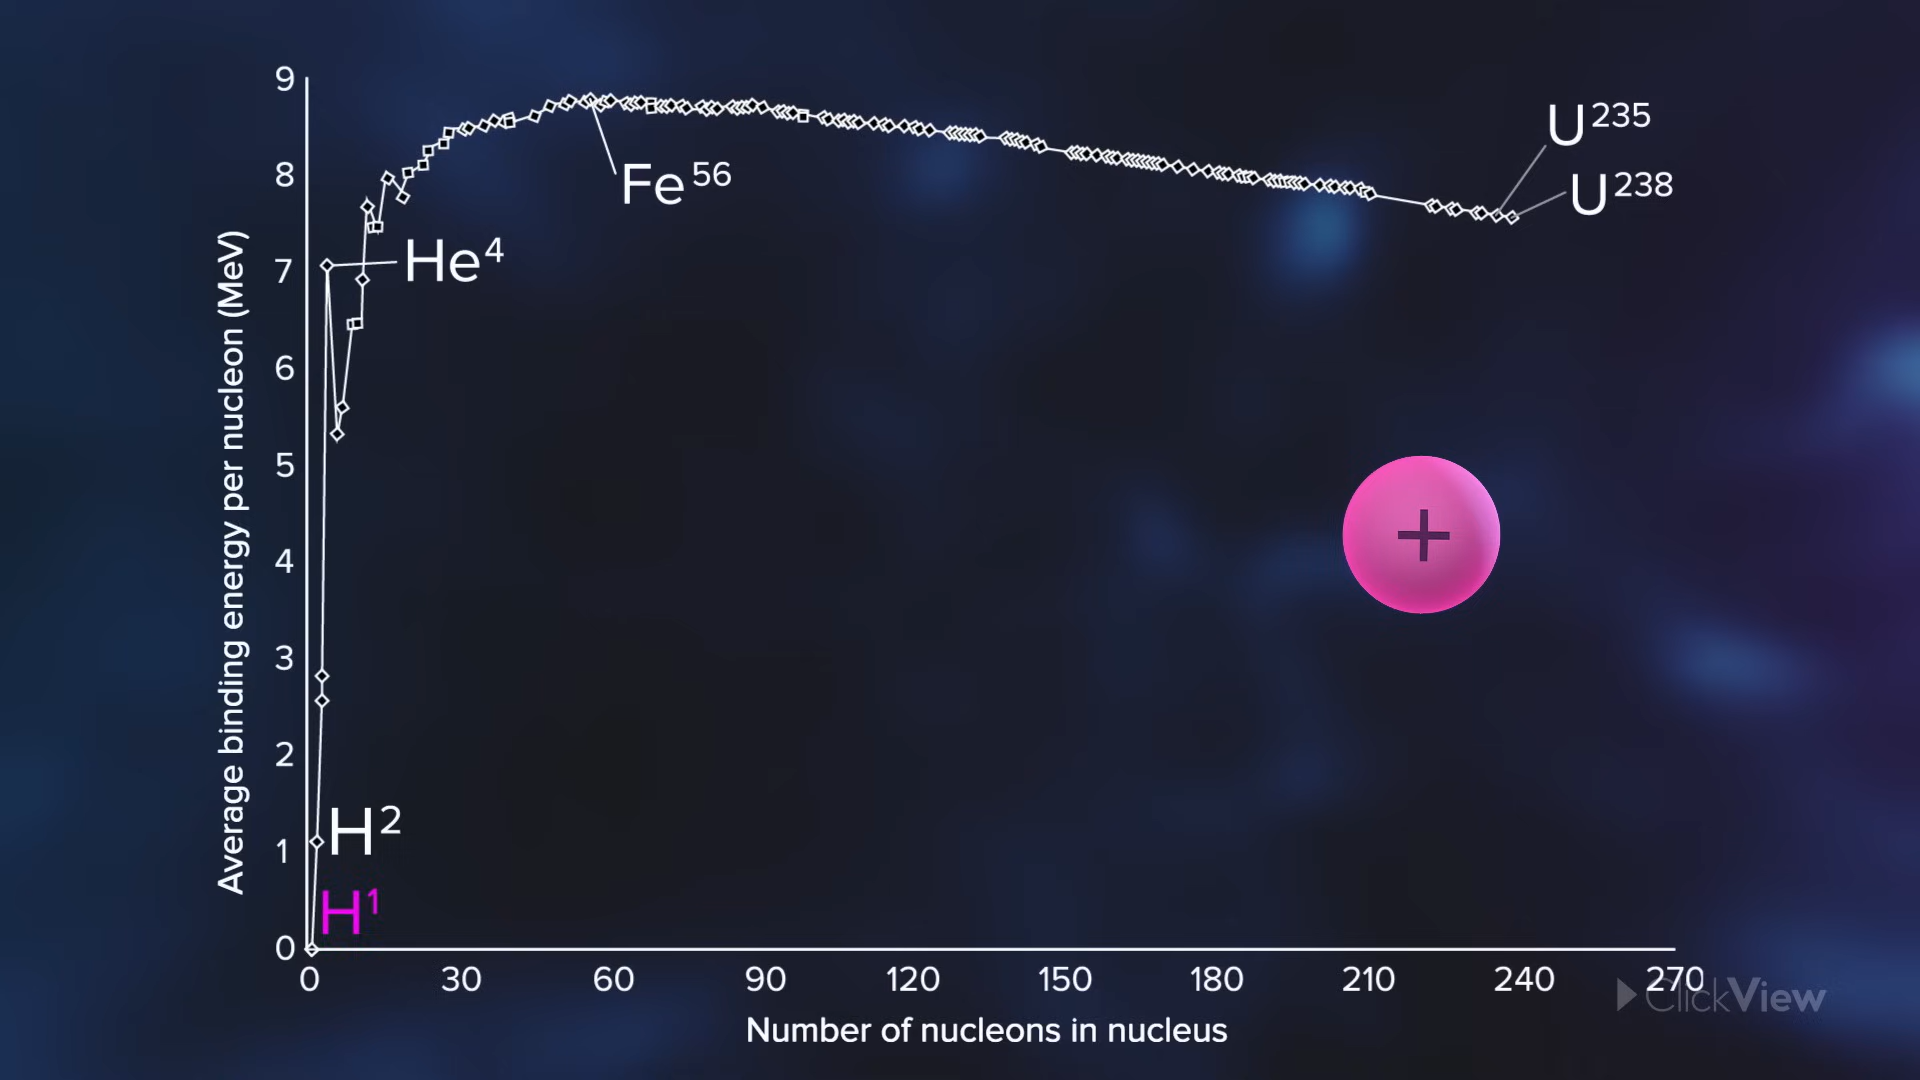 9
8
7
6
5
4
3
2
1
0
Average binding energy per nucleon (MeV)
Fe⁵⁶
U²³⁵
U²³⁸
He⁴
H²
H¹
+
0 30 60 90 120 150 180 210 240 270
Number of nucleons in nucleus
ClickView